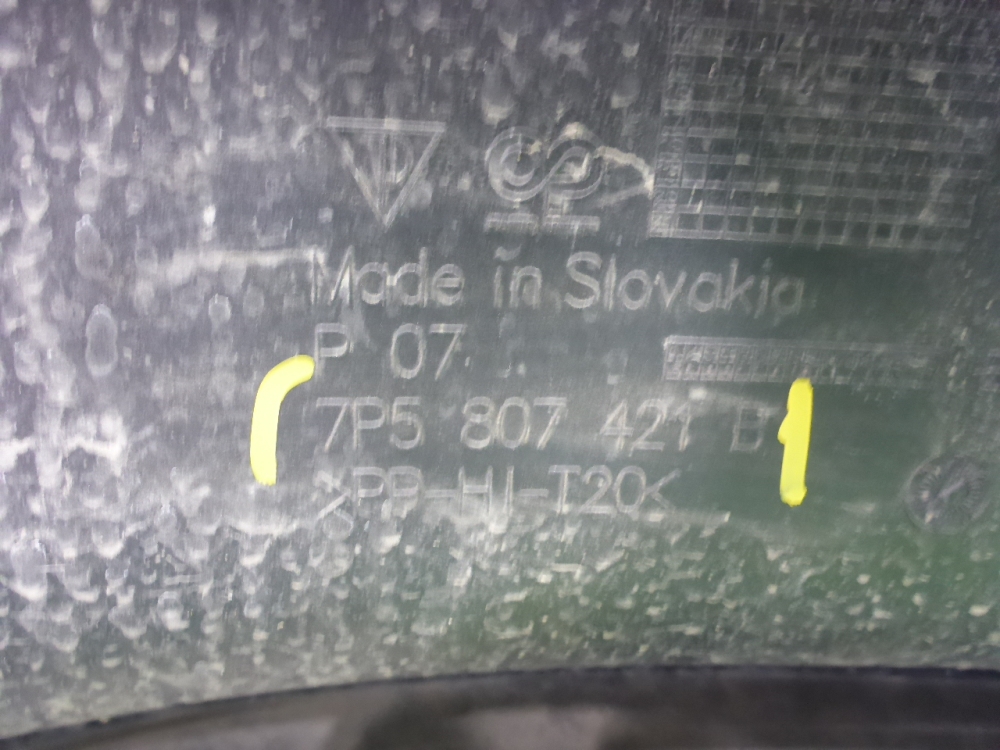 Made in Slovakia
P 07
7P5 807 421 B
>PP-HI-T20<